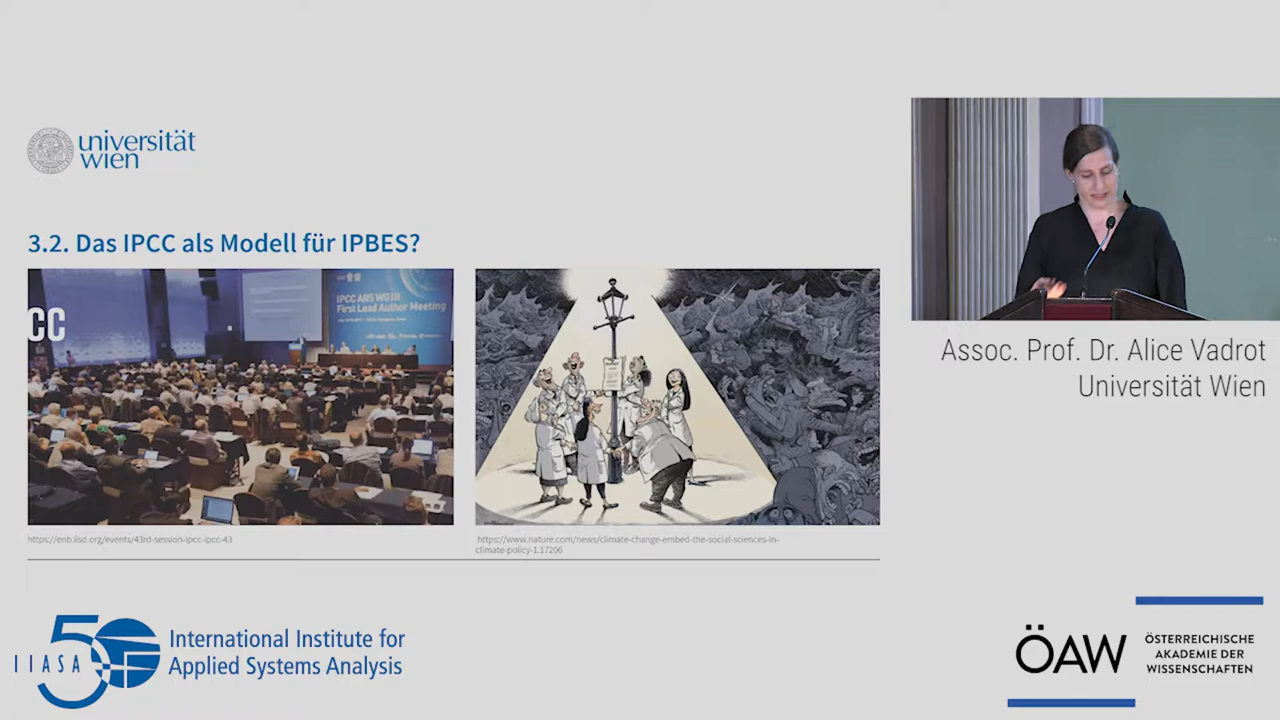 universität
wien
3.2. Das IPCC als Modell für IPBES?
CC
IPCC AR5 WG III
First Lead Author Meeting
https://enb.iisd.org/events/43rd-session-ipcc-ipcc-43
https://www.nature.com/news/climate-change-embed-the-social-sciences-in-
climate-policy-1.17206
Assoc. Prof. Dr. Alice Vadrot
Universität Wien
IIASA 50
International Institute for
Applied Systems Analysis
ÖAW
ÖSTERREICHISCHE
AKADEMIE DER
WISSENSCHAFTEN